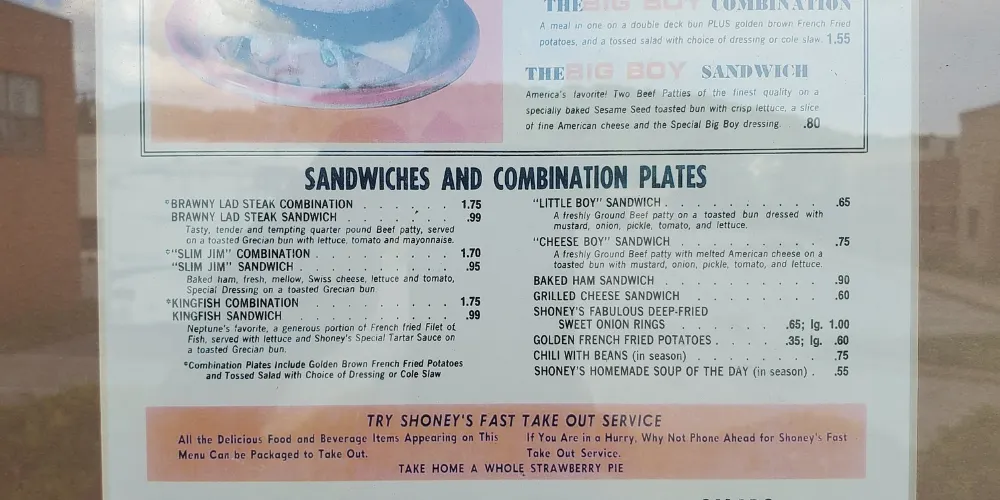 THE BIG BOY COMBINATION
A meal in one on a double deck bun PLUS golden brown French Fried
potatoes, and a tossed salad with choice of dressing or cole slaw. 1.55
THE BIG BOY SANDWICH
America's favorite! Two Beef Patties of the finest quality on a
specially baked Sesame Seed toasted bun with crisp lettuce, a slice
of fine American cheese and the Special Big Boy dressing. .80
SANDWICHES AND COMBINATION PLATES
*BRAWNY LAD STEAK COMBINATION . . . . . . 1.75
BRAWNY LAD STEAK SANDWICH . . . . . . . .99
Tasty, tender and tempting quarter pound Beef patty, served
on a toasted Grecian bun with lettuce, tomato and mayonnaise.
*"SLIM JIM" COMBINATION . . . . . . . . . 1.70
"SLIM JIM" SANDWICH . . . . . . . . . . .95
Baked ham, fresh, mellow, Swiss cheese, lettuce and tomato,
Special Dressing on a toasted Grecian bun
*KINGFISH COMBINATION . . . . . . . . . 1.75
KINGFISH SANDWICH . . . . . . . . . . .99
Neptune's favorite, a generous portion of French fried Filet of
Fish, served with lettuce and Shoney's Special Tartar Sauce on
a toasted Grecian bun.
*Combination Plates Include Golden Brown French Fried Potatoes
and Tossed Salad with Choice of Dressing or Cole Slaw
"LITTLE BOY" SANDWICH . . . . . . . . . .65
A freshly Ground Beef patty on a toasted bun dressed with
mustard, onion, pickle, tomato, and lettuce.
"CHEESE BOY" SANDWICH . . . . . . . . . .75
A freshly Ground Beef patty with melted American cheese on a
toasted bun with mustard, onion, pickle, tomato, and lettuce.
BAKED HAM SANDWICH . . . . . . . . . . .90
GRILLED CHEESE SANDWICH . . . . . . . . .60
SHONEY'S FABULOUS DEEP-FRIED
SWEET ONION RINGS . . . . . . . .65; lg. 1.00
GOLDEN FRENCH FRIED POTATOES . . . . .35; lg. .60
CHILI WITH BEANS (in season) . . . . . . . .75
SHONEY'S HOMEMADE SOUP OF THE DAY (in season) . .55
TRY SHONEY'S FAST TAKE OUT SERVICE
All the Delicious Food and Beverage Items Appearing on This
Menu Can be Packaged to Take Out.
If You Are in a Hurry, Why Not Phone Ahead for Shoney's Fast
Take Out Service.
TAKE HOME A WHOLE STRAWBERRY PIE